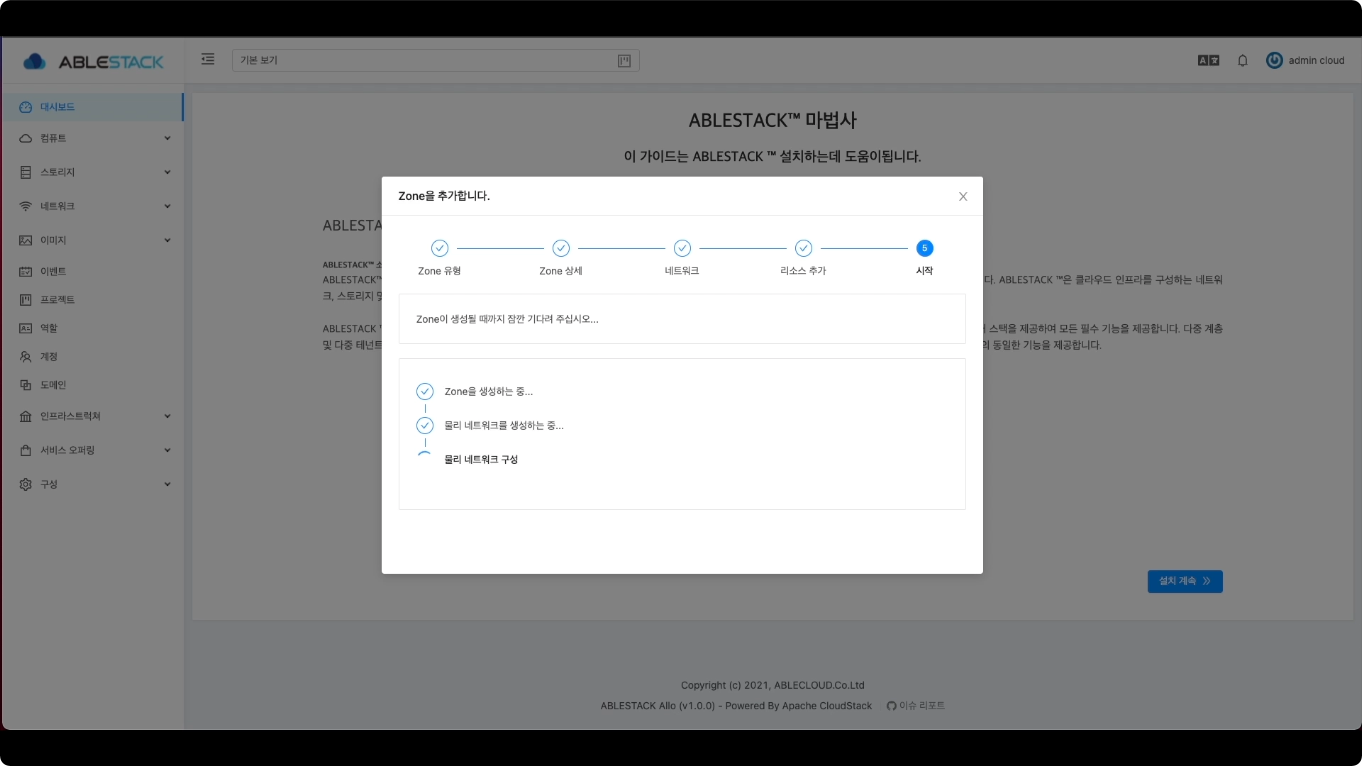 ABLESTACK
기본 보기
admin cloud
대시보드
컴퓨트
스토리지
네트워크
이미지
이벤트
프로젝트
역할
계정
도메인
인프라스트럭쳐
서비스 오퍼링
구성
ABLESTACK™ 마법사
이 가이드는 ABLESTACK ™ 설치하는데 도움이됩니다.
ABLESTA
ABLESTACK™ 소
ABLESTACK™
다. ABLESTACK ™은 클라우드 인프라를 구성하는 네트워
크, 스토리지 및
ABLESTACK ™
스택을 제공하여 모든 필수 기능을 제공합니다. 다중 계층
및 다중 테넌트
동일한 기능을 제공합니다.
Zone을 추가합니다.
5
Zone 유형
Zone 상세
네트워크
리소스 추가
시작
Zone이 생성될 때까지 잠깐 기다려 주십시오...
Zone을 생성하는 중...
물리 네트워크를 생성하는 중...
물리 네트워크 구성
설치 계속
Copyright (c) 2021, ABLECLOUD.Co.Ltd
ABLESTACK Allo (v1.0.0) - Powered By Apache CloudStack 이슈 리포트